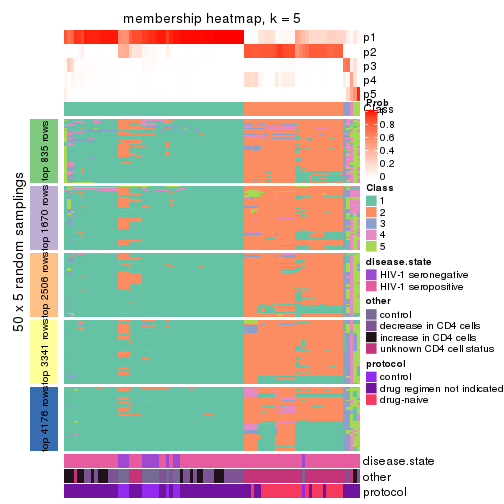 membership heatmap, k = 5
p1
p2
p3
p4
p5
Class
Prob
0.8
0.6
0.4
0.2
0
Class
1
2
3
4
5
disease.state
HIV-1 seronegative
HIV-1 seropositive
other
control
decrease in CD4 cells
increase in CD4 cells
unknown CD4 cell status
protocol
control
drug regimen not indicated
drug-naive
50 x 5 random samplings
top 835 rows
top 1670 rows
top 2506 rows
top 3341 rows
top 4176 rows
disease.state
other
protocol